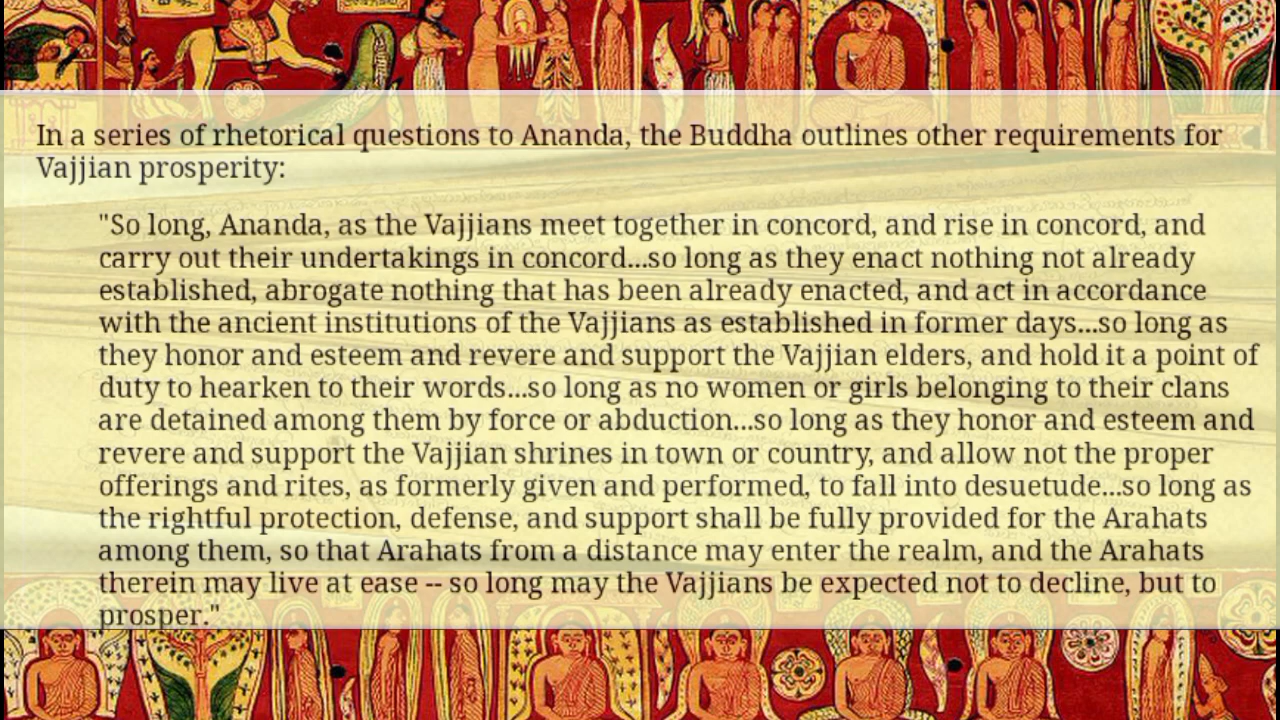 In a series of rhetorical questions to Ananda, the Buddha outlines other requirements for
Vajjian prosperity:
"So long, Ananda, as the Vajjians meet together in concord, and rise in concord, and
carry out their undertakings in concord...so long as they enact nothing not already
established, abrogate nothing that has been already enacted, and act in accordance
with the ancient institutions of the Vajjians as established in former days...so long as
they honor and esteem and revere and support the Vajjian elders, and hold it a point of
duty to hearken to their words...so long as no women or girls belonging to their clans
are detained among them by force or abduction...so long as they honor and esteem and
revere and support the Vajjian shrines in town or country, and allow not the proper
offerings and rites, as formerly given and performed, to fall into desuetude...so long as
the rightful protection, defense, and support shall be fully provided for the Arahats
among them, so that Arahats from a distance may enter the realm, and the Arahats
therein may live at ease -- so long may the Vajjians be expected not to decline, but to
prosper."